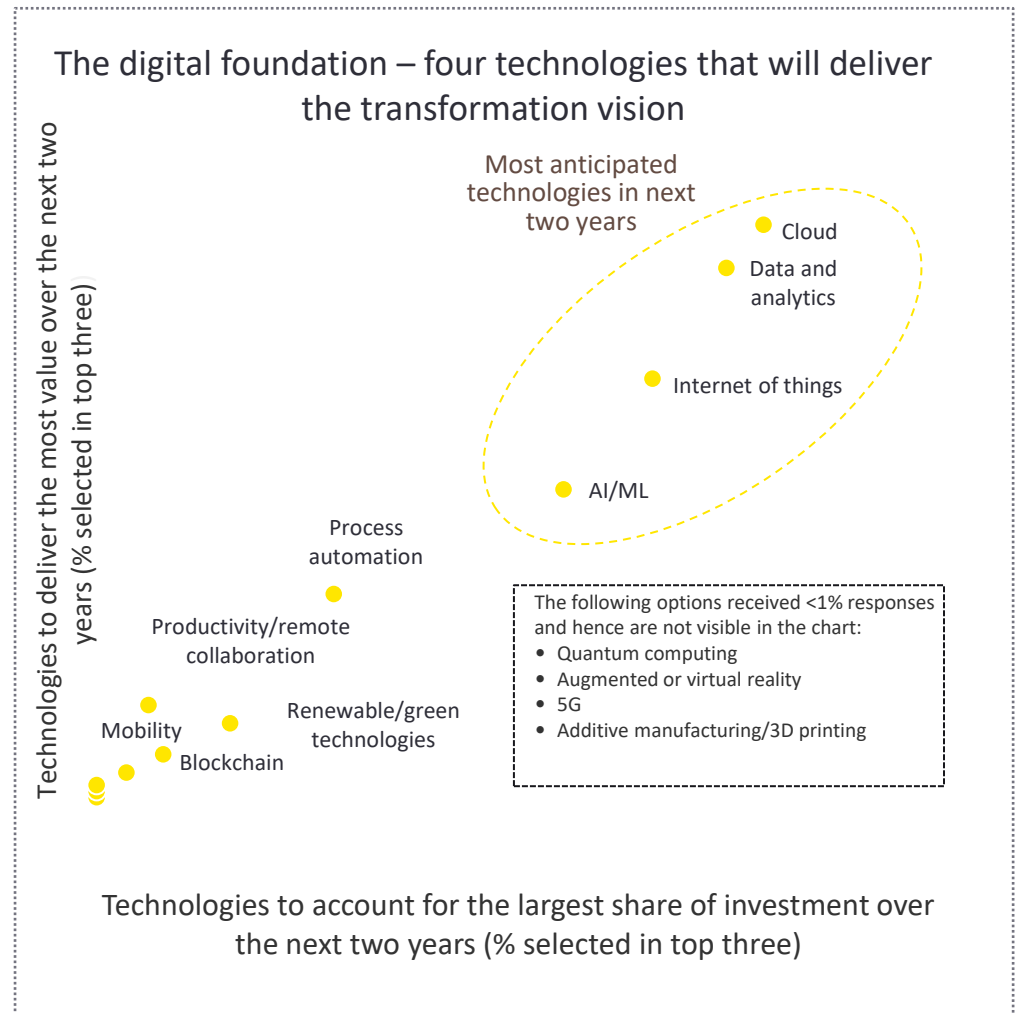 The digital foundation – four technologies that will deliver
the transformation vision
Technologies to deliver the most value over the next two
years (% selected in top three)
Most anticipated
technologies in next
two years
Cloud
Data and
analytics
Internet of things
AI/ML
Process
automation
Productivity/remote
collaboration
Renewable/green
technologies
Mobility
Blockchain
The following options received <1% responses
and hence are not visible in the chart:
• Quantum computing
• Augmented or virtual reality
• 5G
• Additive manufacturing/3D printing
Technologies to account for the largest share of investment over
the next two years (% selected in top three)